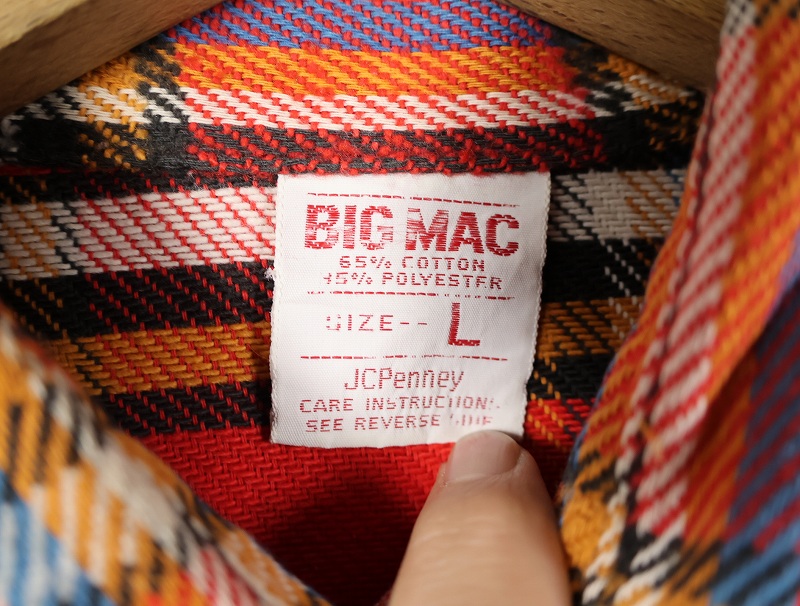 BIG MAC
65% COTTON
35% POLYESTER
SIZE-- L
JCPenney
CARE INSTRUCTIONS
SEE REVERSE SIDE